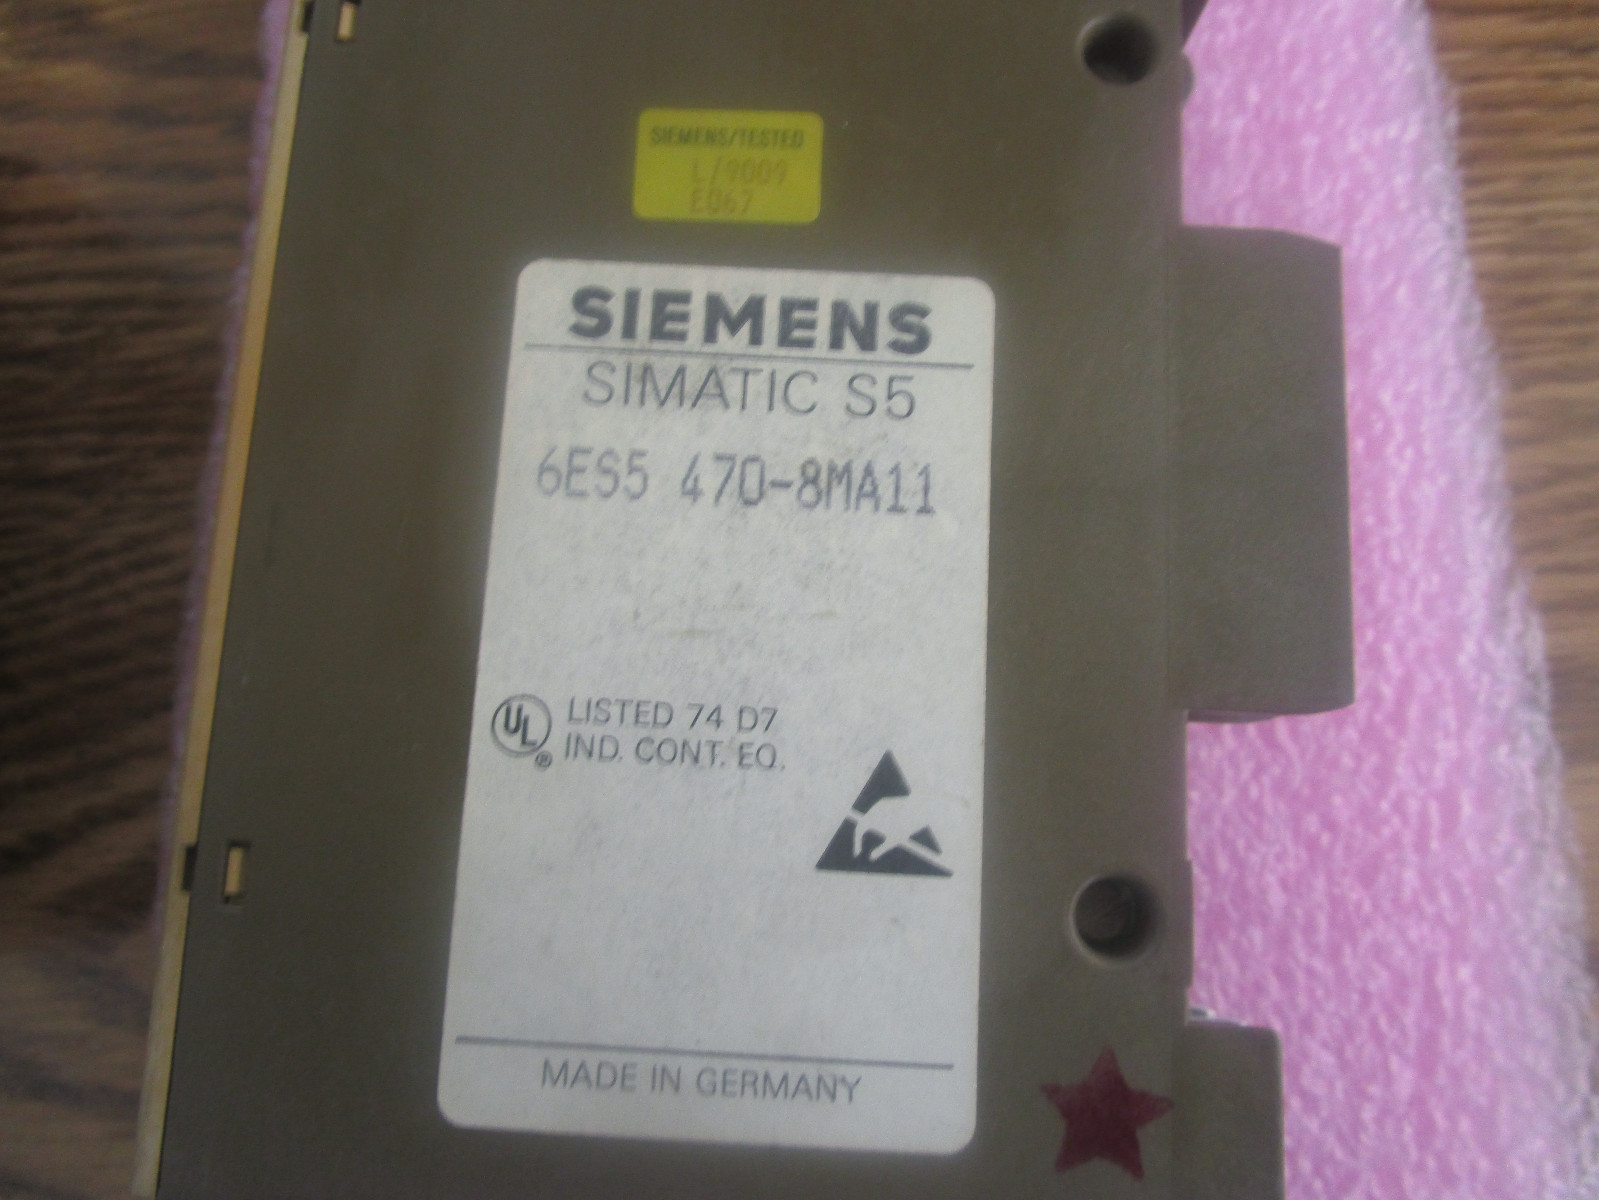 SIEMENS/TESTED
L/9009
E067
SIEMENS
SIMATIC S5
6ES5 470-8MA11
UL
®
LISTED 74 D7
IND. CONT. EQ.
MADE IN GERMANY